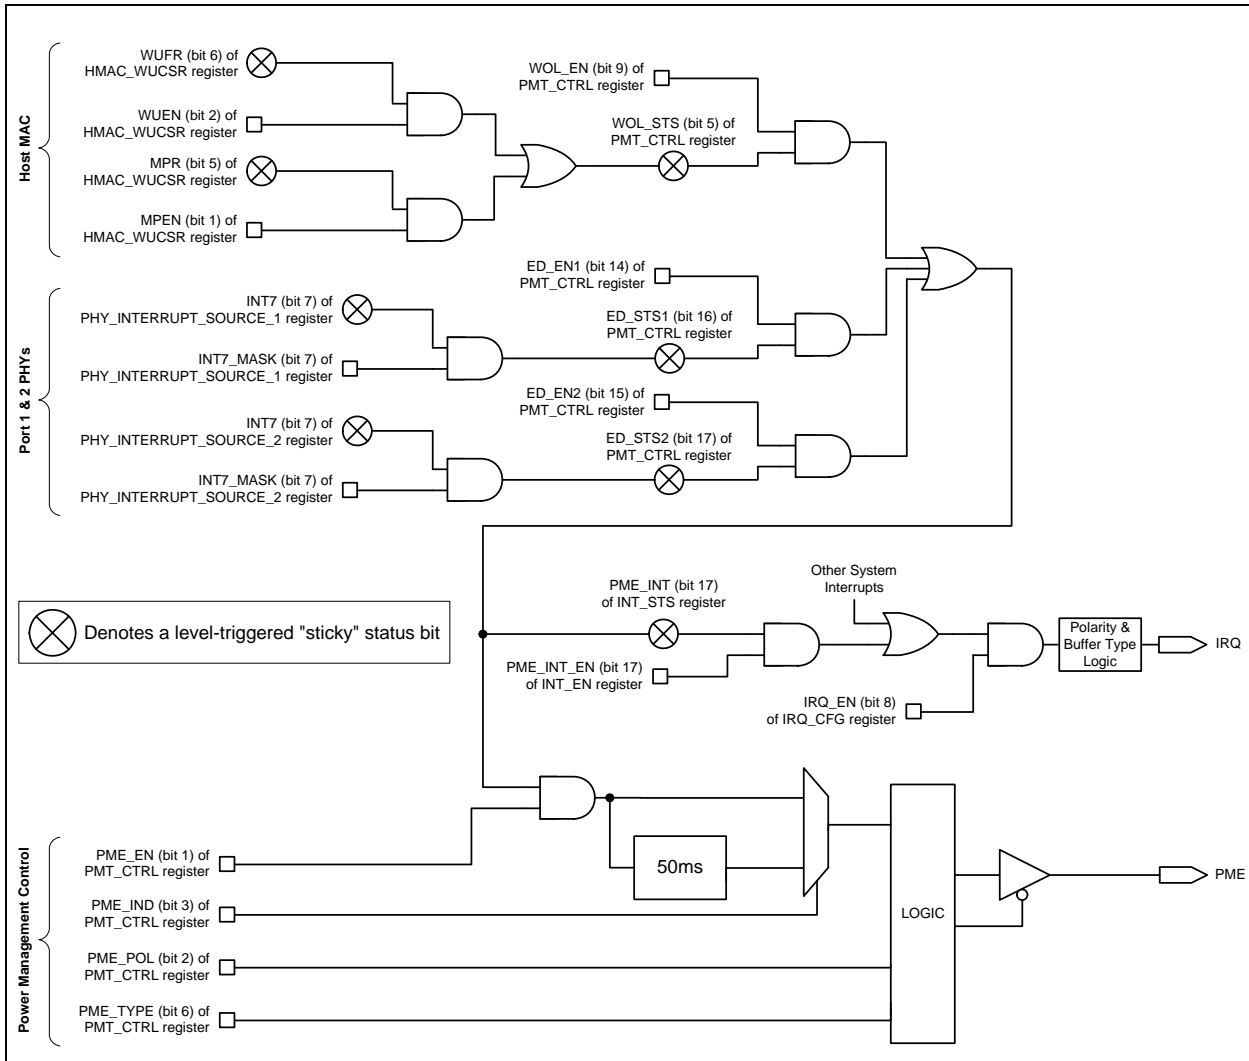 Host MAC
WUFR (bit 6) of
HMAC_WUCSR register
WUEN (bit 2) of
HMAC_WUCSR register
MPR (bit 5) of
HMAC_WUCSR register
MPEN (bit 1) of
HMAC_WUCSR register
WOL_EN (bit 9) of
PMT_CTRL register
WOL_STS (bit 5) of
PMT_CTRL register
Port 1 & 2 PHYs
INT7 (bit 7) of
PHY_INTERRUPT_SOURCE_1 register
INT7_MASK (bit 7) of
PHY_INTERRUPT_SOURCE_1 register
INT7 (bit 7) of
PHY_INTERRUPT_SOURCE_2 register
INT7_MASK (bit 7) of
PHY_INTERRUPT_SOURCE_2 register
ED_EN1 (bit 14) of
PMT_CTRL register
ED_STS1 (bit 16) of
PMT_CTRL register
ED_EN2 (bit 15) of
PMT_CTRL register
ED_STS2 (bit 17) of
PMT_CTRL register
Denotes a level-triggered "sticky" status bit
PME_INT (bit 17)
of INT_STS register
PME_INT_EN (bit 17)
of INT_EN register
Other System
Interrupts
IRQ_EN (bit 8)
of IRQ_CFG register
Polarity &
Buffer Type
Logic
IRQ
Power Management Control
PME_EN (bit 1) of
PMT_CTRL register
PME_IND (bit 3) of
PMT_CTRL register
PME_POL (bit 2) of
PMT_CTRL register
PME_TYPE (bit 6) of
PMT_CTRL register
50ms
LOGIC
PME